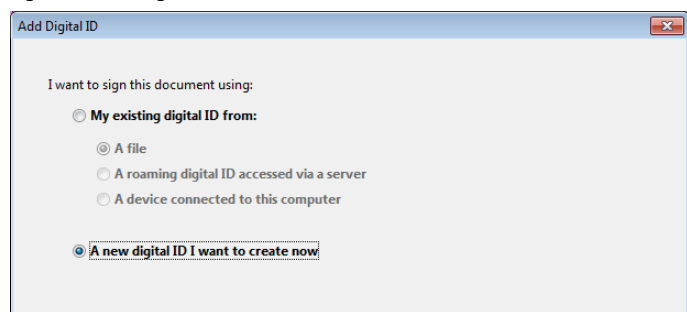 Add Digital ID
I want to sign this document using:
My existing digital ID from:
A file
A roaming digital ID accessed via a server
A device connected to this computer
A new digital ID I want to create now